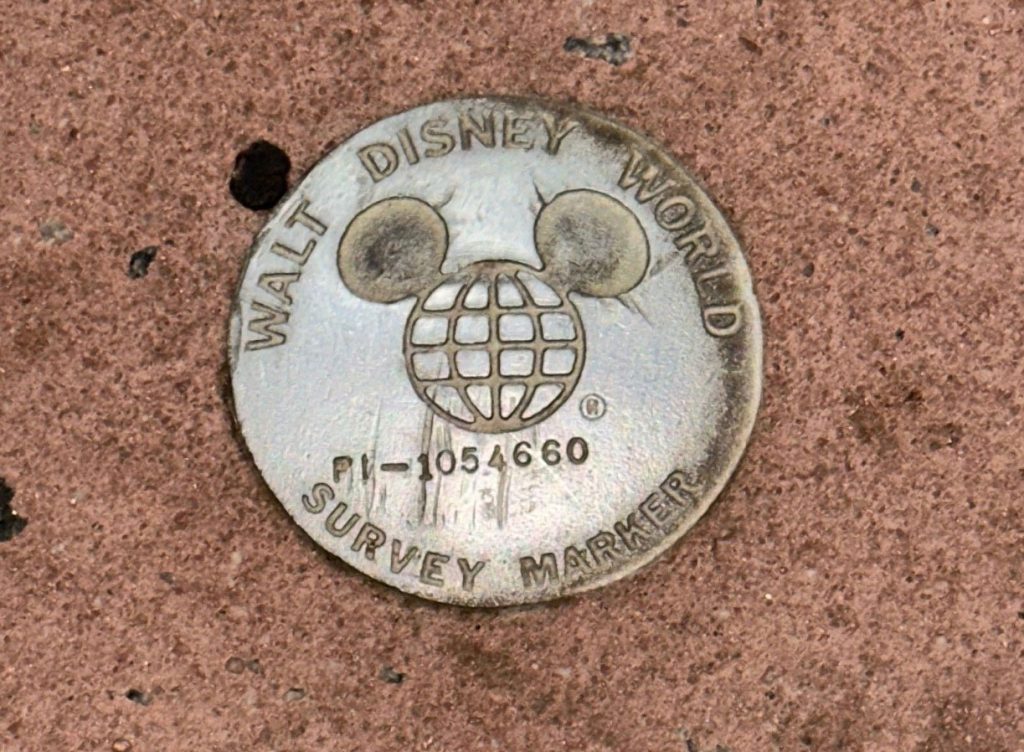 WALT DISNEY WORLD
®
PI-1054660
SURVEY MARKER